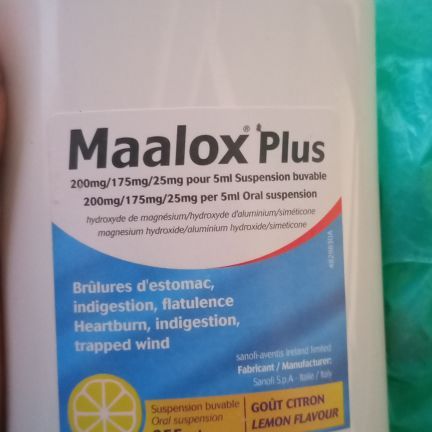 Maalox® Plus
200mg/175mg/25mg pour 5ml Suspension buvable
200mg/175mg/25mg per 5ml Oral suspension
hydroxyde de magnésium/hydroxyde d'aluminium/siméticone
magnesium hydroxide/aluminium hydroxide/simeticone
Brûlures d'estomac,
indigestion, flatulence
Heartburn, indigestion,
trapped wind
sanofi-aventis Ireland limited
Fabricant / Manufacturer:
Sanofi S.p.A - Italie / Italy
Suspension buvable
Oral suspension
GOÛT CITRON
LEMON FLAVOUR